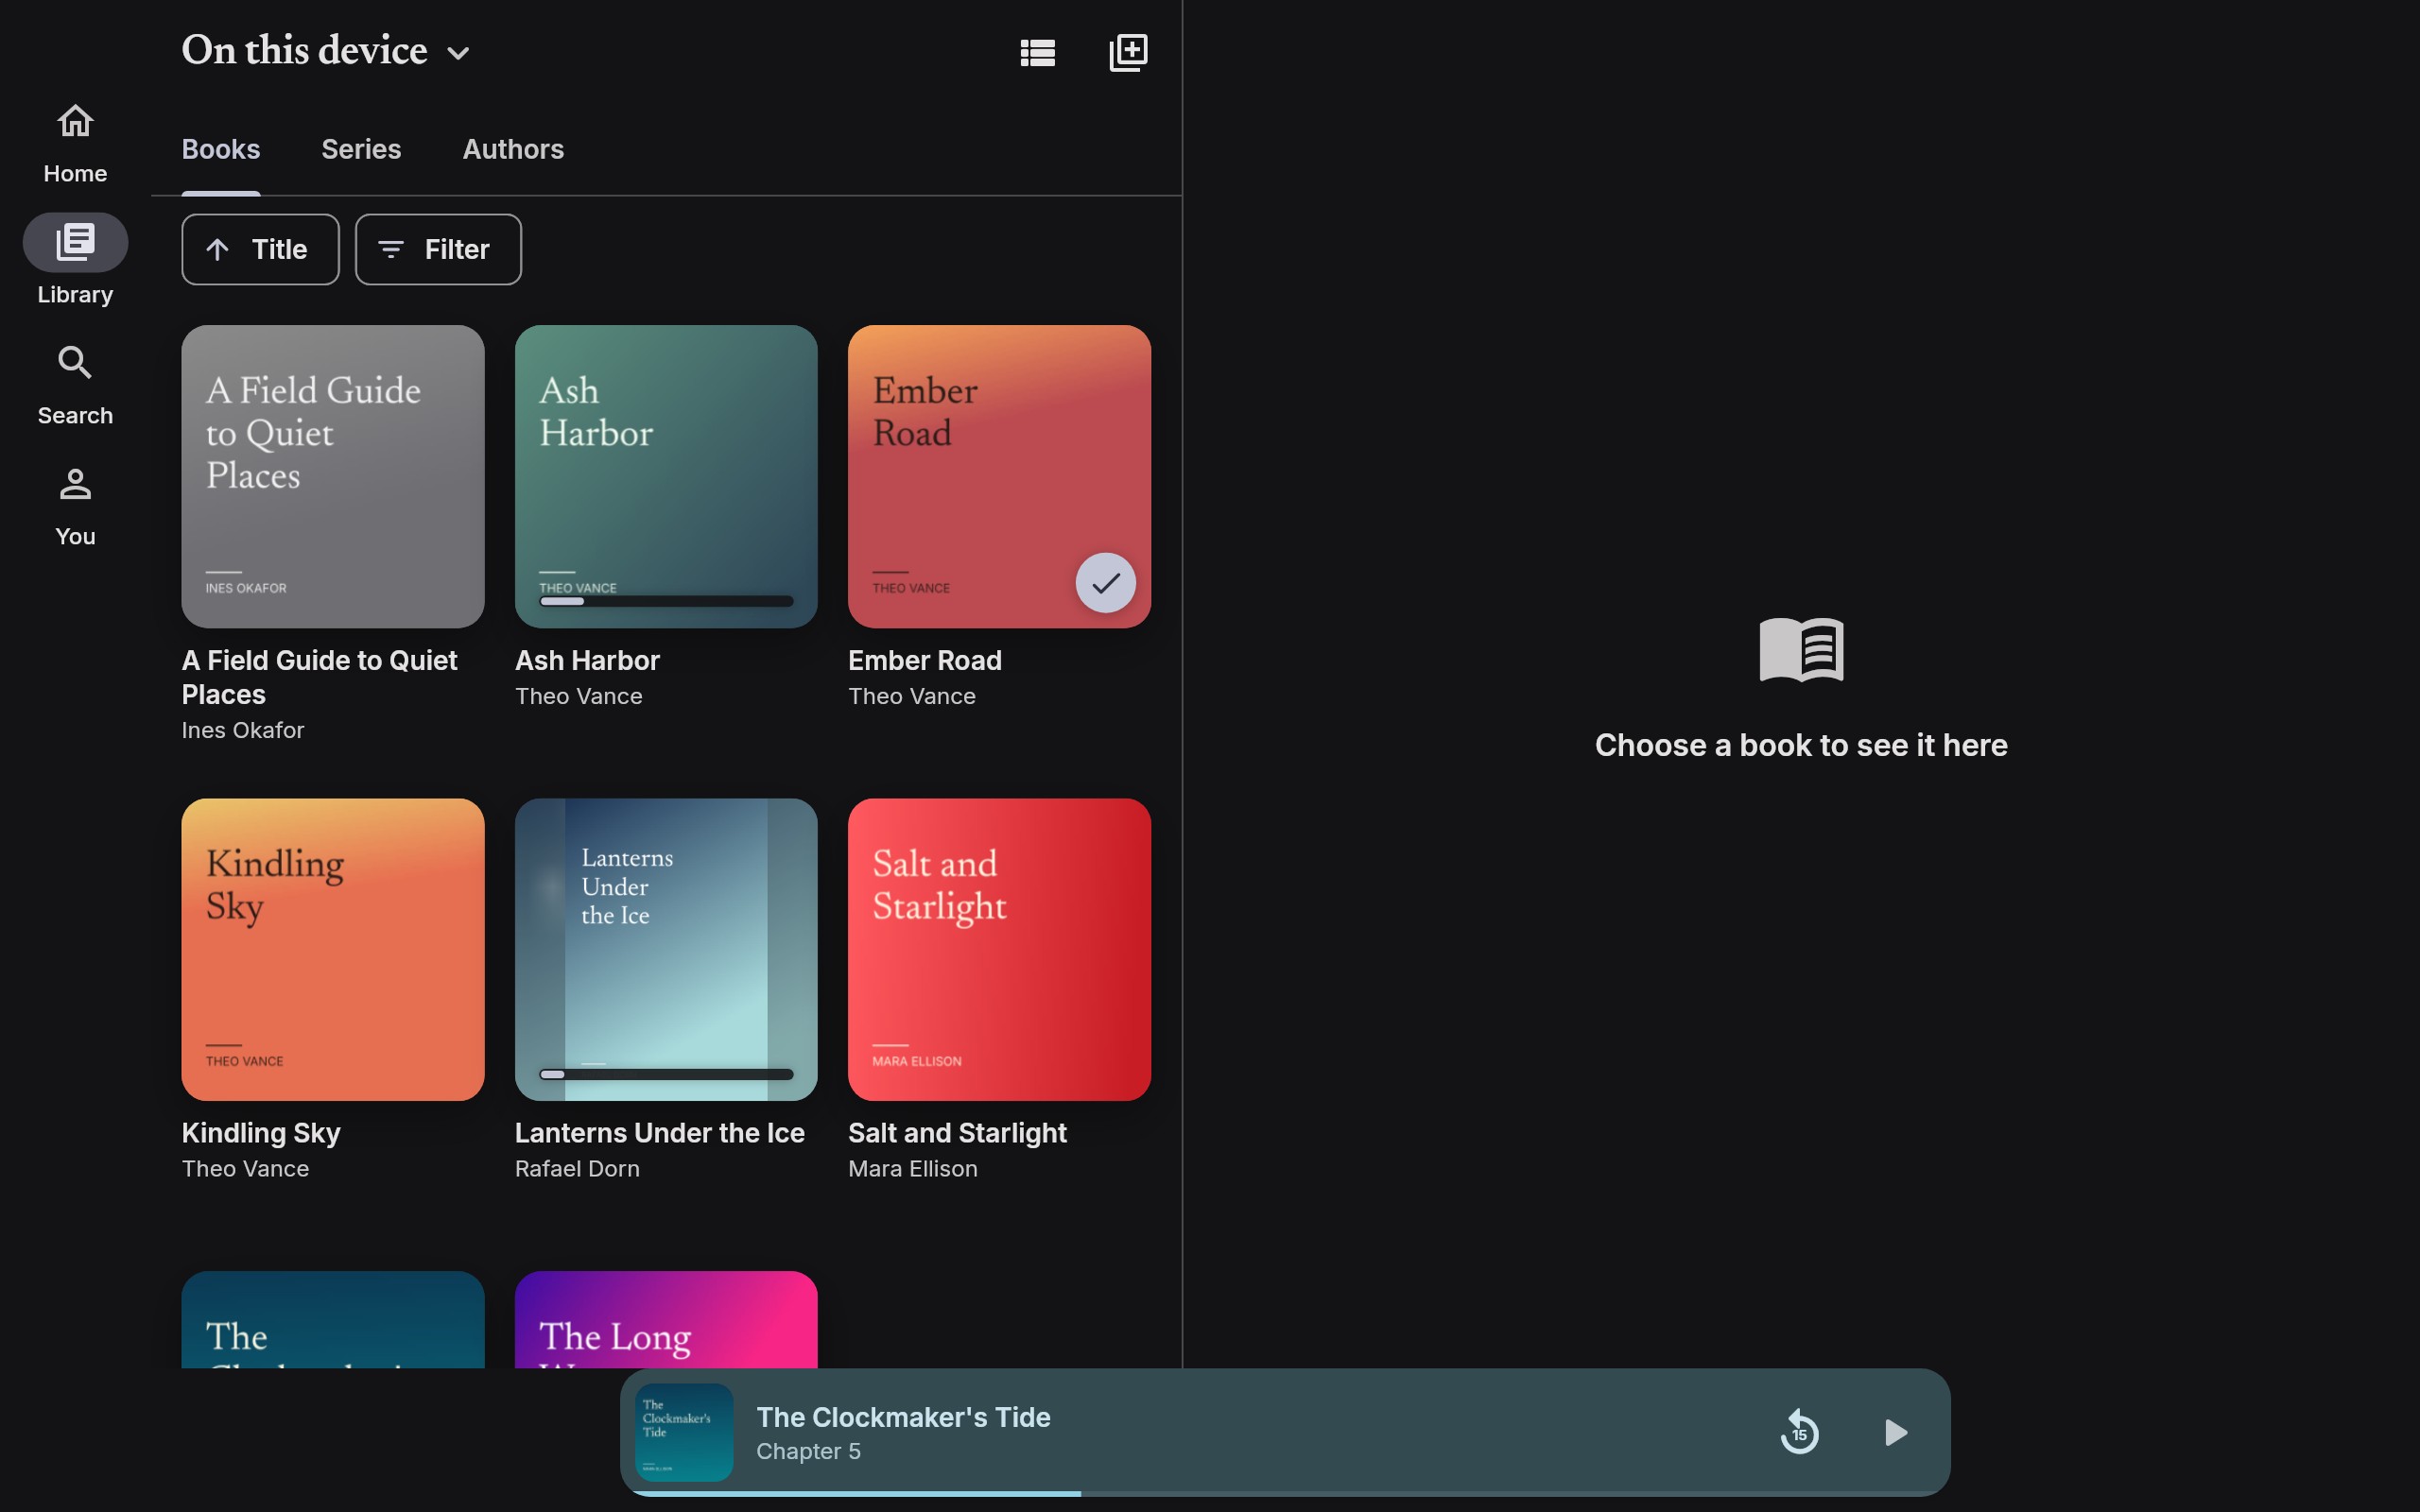 On this device
Home
Library
Search
You
Books
Series
Authors
Title
Filter
A Field Guide
to Quiet
Places
INES OKAFOR
A Field Guide to Quiet
Places
Ines Okafor
Ash
Harbor
THEO VANCE
Ash Harbor
Theo Vance
Ember
Road
THEO VANCE
Ember Road
Theo Vance
Kindling
Sky
THEO VANCE
Kindling Sky
Theo Vance
Lanterns
Under
the Ice
Lanterns Under the Ice
Rafael Dorn
Salt and
Starlight
MARA ELLISON
Salt and Starlight
Mara Ellison
The
The Long
Choose a book to see it here
The
Clockmaker's
Tide
The Clockmaker's Tide
Chapter 5
15